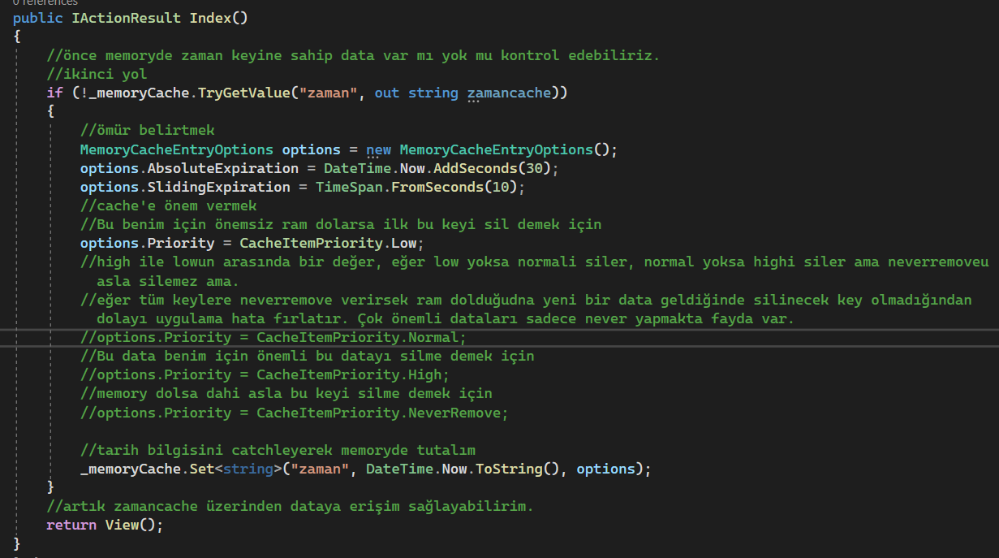 0 references
public IActionResult Index()
{
//önce memoryde zaman keyine sahip data var mı yok mu kontrol edebiliriz.
//ikinci yol
if (!_memoryCache.TryGetValue("zaman", out string zamancache))
{
//ömür belirtmek
MemoryCacheEntryOptions options = new MemoryCacheEntryOptions();
options.AbsoluteExpiration = DateTime.Now.AddSeconds(30);
options.SlidingExpiration = TimeSpan.FromSeconds(10);
//cache'e önem vermek
//Bu benim için önemsiz ram dolarsa ilk bu keyi sil demek için
options.Priority = CacheItemPriority.Low;
//high ile lowun arasında bir değer, eğer low yoksa normali siler, normal yoksa highi siler ama neverremoveu
asla silemez ama.
//eğer tüm keylere neverremove verirsek ram dolduğudna yeni bir data geldiğinde silinecek key olmadığından
dolayı uygulama hata fırlatır. Çok önemli dataları sadece never yapmakta fayda var.
//options.Priority = CacheItemPriority.Normal;
//Bu data benim için önemli bu datayı silme demek için
//options.Priority = CacheItemPriority.High;
//memory dolsa dahi asla bu keyi silme demek için
//options.Priority = CacheItemPriority.NeverRemove;
//tarih bilgisini catchleyerek memoryde tutalım
_memoryCache.Set<string>("zaman", DateTime.Now.ToString(), options);
}
//artık zamancache üzerinden dataya erişim sağlayabilirim.
return View();
}